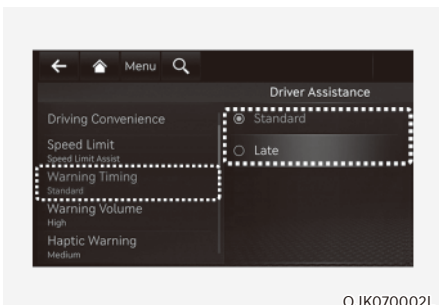 Menu
Driver Assistance
Driving Convenience
Speed Limit
Speed Limit Assist
Warning Timing
Standard
Warning Volume
High
Haptic Warning
Medium
Standard
Late